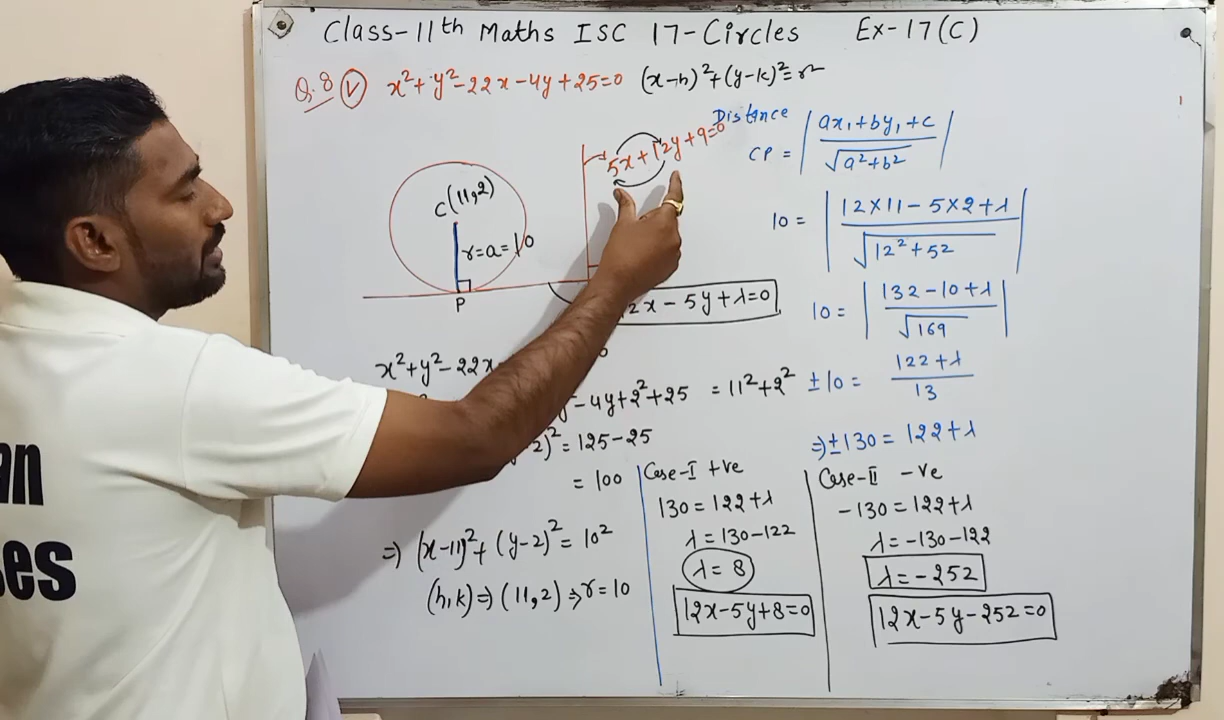 Class-11th Maths ISC 17-Circles Ex-17(C)
Q.8 (V) x²+y²-22x-4y+25=0 (x-h)²+(y-k)²=r²
Distance
CP = | ax₁+by₁+c / √a²+b² |
5x+12y+9=0
C(11,2)
r=a=10
P
2x-5y+λ=0
10 = | 12×11-5×2+λ / √12²+5² |
10 = | 132-10+λ / √169 |
±10 = 122+λ / 13
⇒ ±130 = 122+λ
x²+y²-22x
-4y+2²+25 = 11²+2²
2)² = 125-25
= 100
⇒ (x-11)²+(y-2)² = 10²
(h,k) ⇒ (11,2) ⇒ r=10
Case-I +ve
130 = 122+λ
λ = 130-122
λ = 8
12x-5y+8=0
Case-II -ve
-130 = 122+λ
λ = -130-122
λ = -252
12x-5y-252=0
an
ses